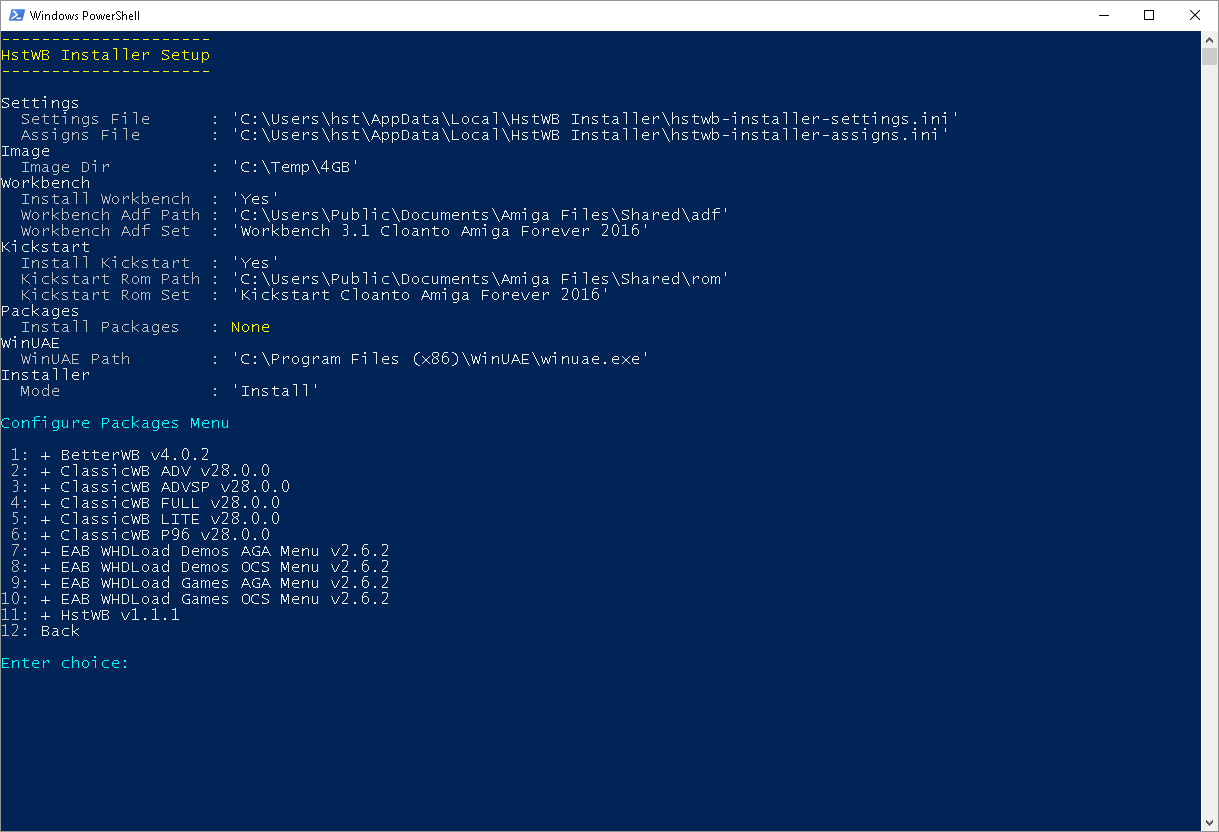 Windows PowerShell
---------------------
HstWB Installer Setup
---------------------
Settings
  Settings File      : 'C:\Users\hst\AppData\Local\HstWB Installer\hstwb-installer-settings.ini'
  Assigns File       : 'C:\Users\hst\AppData\Local\HstWB Installer\hstwb-installer-assigns.ini'
Image
  Image Dir          : 'C:\Temp\4GB'
Workbench
  Install Workbench  : 'Yes'
  Workbench Adf Path : 'C:\Users\Public\Documents\Amiga Files\Shared\adf'
  Workbench Adf Set  : 'Workbench 3.1 Cloanto Amiga Forever 2016'
Kickstart
  Install Kickstart  : 'Yes'
  Kickstart Rom Path : 'C:\Users\Public\Documents\Amiga Files\Shared\rom'
  Kickstart Rom Set  : 'Kickstart Cloanto Amiga Forever 2016'
Packages
  Install Packages   : None
WinUAE
  WinUAE Path        : 'C:\Program Files (x86)\WinUAE\winuae.exe'
Installer
  Mode               : 'Install'
Configure Packages Menu
 1: + BetterWB v4.0.2
 2: + ClassicWB ADV v28.0.0
 3: + ClassicWB ADVSP v28.0.0
 4: + ClassicWB FULL v28.0.0
 5: + ClassicWB LITE v28.0.0
 6: + ClassicWB P96 v28.0.0
 7: + EAB WHDLoad Demos AGA Menu v2.6.2
 8: + EAB WHDLoad Demos OCS Menu v2.6.2
 9: + EAB WHDLoad Games AGA Menu v2.6.2
10: + EAB WHDLoad Games OCS Menu v2.6.2
11: + HstWB v1.1.1
12: Back
Enter choice: